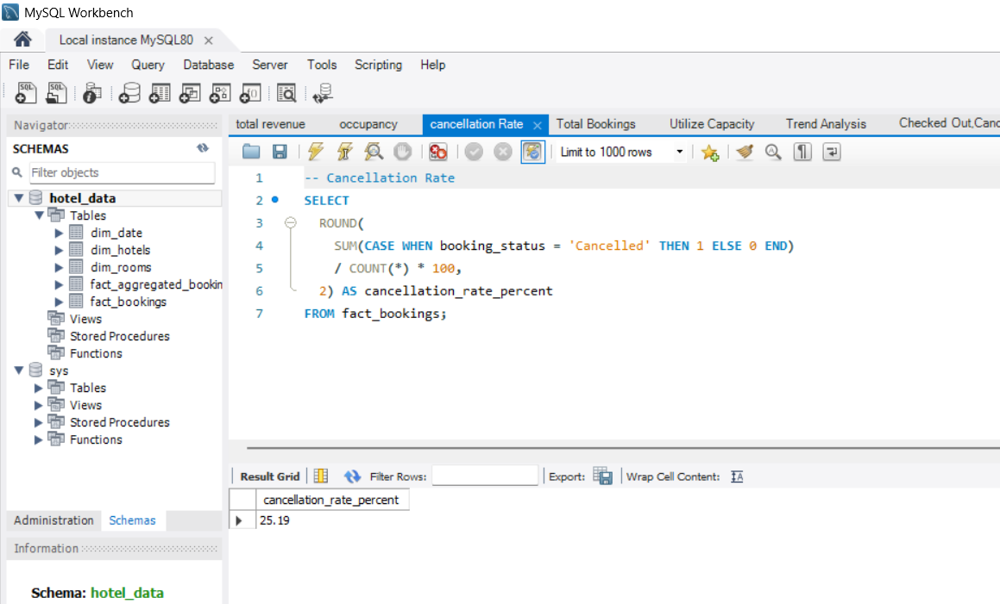 MySQL Workbench
Local instance MySQL80
File Edit View Query Database Server Tools Scripting Help
SQL SQL
Navigator
SCHEMAS
Filter objects
hotel_data
Tables
dim_date
dim_hotels
dim_rooms
fact_aggregated_bookin
fact_bookings
Views
Stored Procedures
Functions
sys
Tables
Views
Stored Procedures
Functions
Administration Schemas
Information
Schema: hotel_data
total revenue occupancy cancellation Rate Total Bookings Utilize Capacity Trend Analysis Checked Out,Canc
Limit to 1000 rows
1 -- Cancellation Rate
2 SELECT
3 ROUND(
4 SUM(CASE WHEN booking_status = 'Cancelled' THEN 1 ELSE 0 END)
5 / COUNT(*) * 100,
6 2) AS cancellation_rate_percent
7 FROM fact_bookings;
Result Grid Filter Rows: Export: Wrap Cell Content:
cancellation_rate_percent
25.19